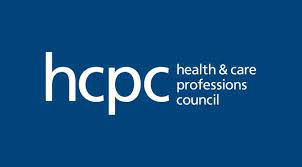 hcpc
health & care
professions
council